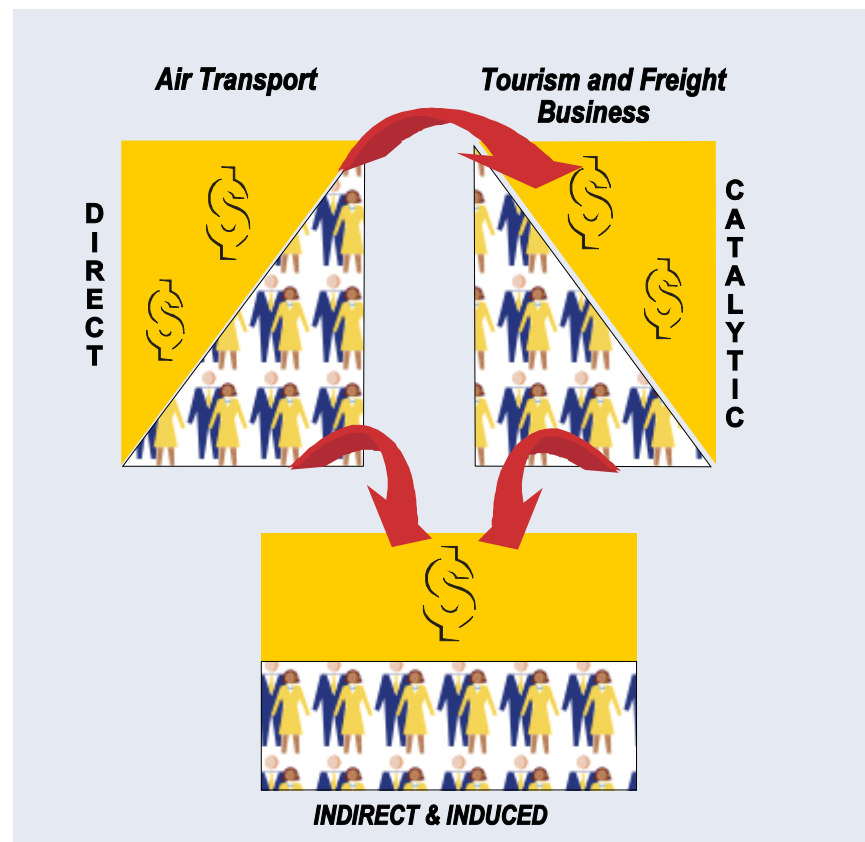 Air Transport
Tourism and Freight
Business
DIRECT
CATALYTIC
$
$
$
$
$
INDIRECT & INDUCED